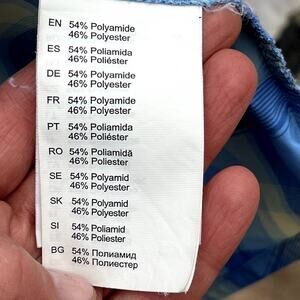 EN 54% Polyamide
46% Polyester
ES 54% Poliamida
46% Poliéster
DE 54% Polyamide
46% Polyester
FR 54% Polyamide
46% Polyester
PT 54% Poliamida
46% Poliéster
RO 54% Poliamidă
46% Poliester
SE 54% Polyamid
46% Polyester
SK 54% Polyamid
46% Polyester
SI 54% Poliamid
46% Poliester
BG 54% Полиамид
46% Полиестер